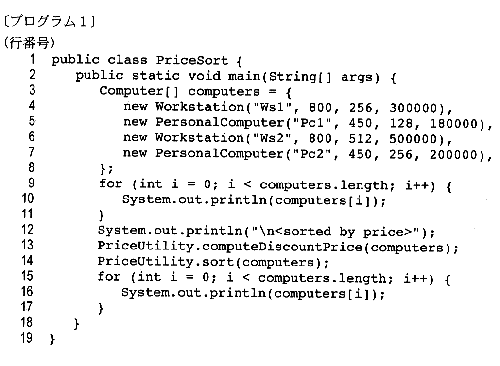 〔プログラム１〕
(行番号)
1 public class PriceSort {
2 public static void main(String[] args) {
3 Computer[] computers = {
4 new Workstation("Ws1", 800, 256, 300000),
5 new PersonalComputer("Pc1", 450, 128, 180000),
6 new Workstation("Ws2", 800, 512, 500000),
7 new PersonalComputer("Pc2", 450, 256, 200000),
8 };
9 for (int i = 0; i < computers.length; i++) {
10 System.out.println(computers[i]);
11 }
12 System.out.println("\n<sorted by price>");
13 PriceUtility.computeDiscountPrice(computers);
14 PriceUtility.sort(computers);
15 for (int i = 0; i < computers.length; i++) {
16 System.out.println(computers[i]);
17 }
18 }
19 }